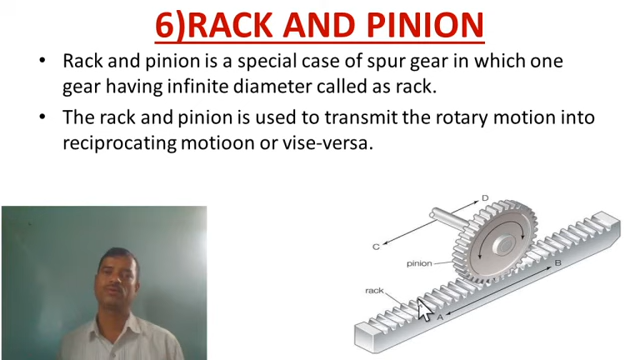 6)RACK AND PINION
• Rack and pinion is a special case of spur gear in which one
gear having infinite diameter called as rack.
• The rack and pinion is used to transmit the rotary motion into
reciprocating motioon or vise-versa.
D
C
pinion
B
rack
A